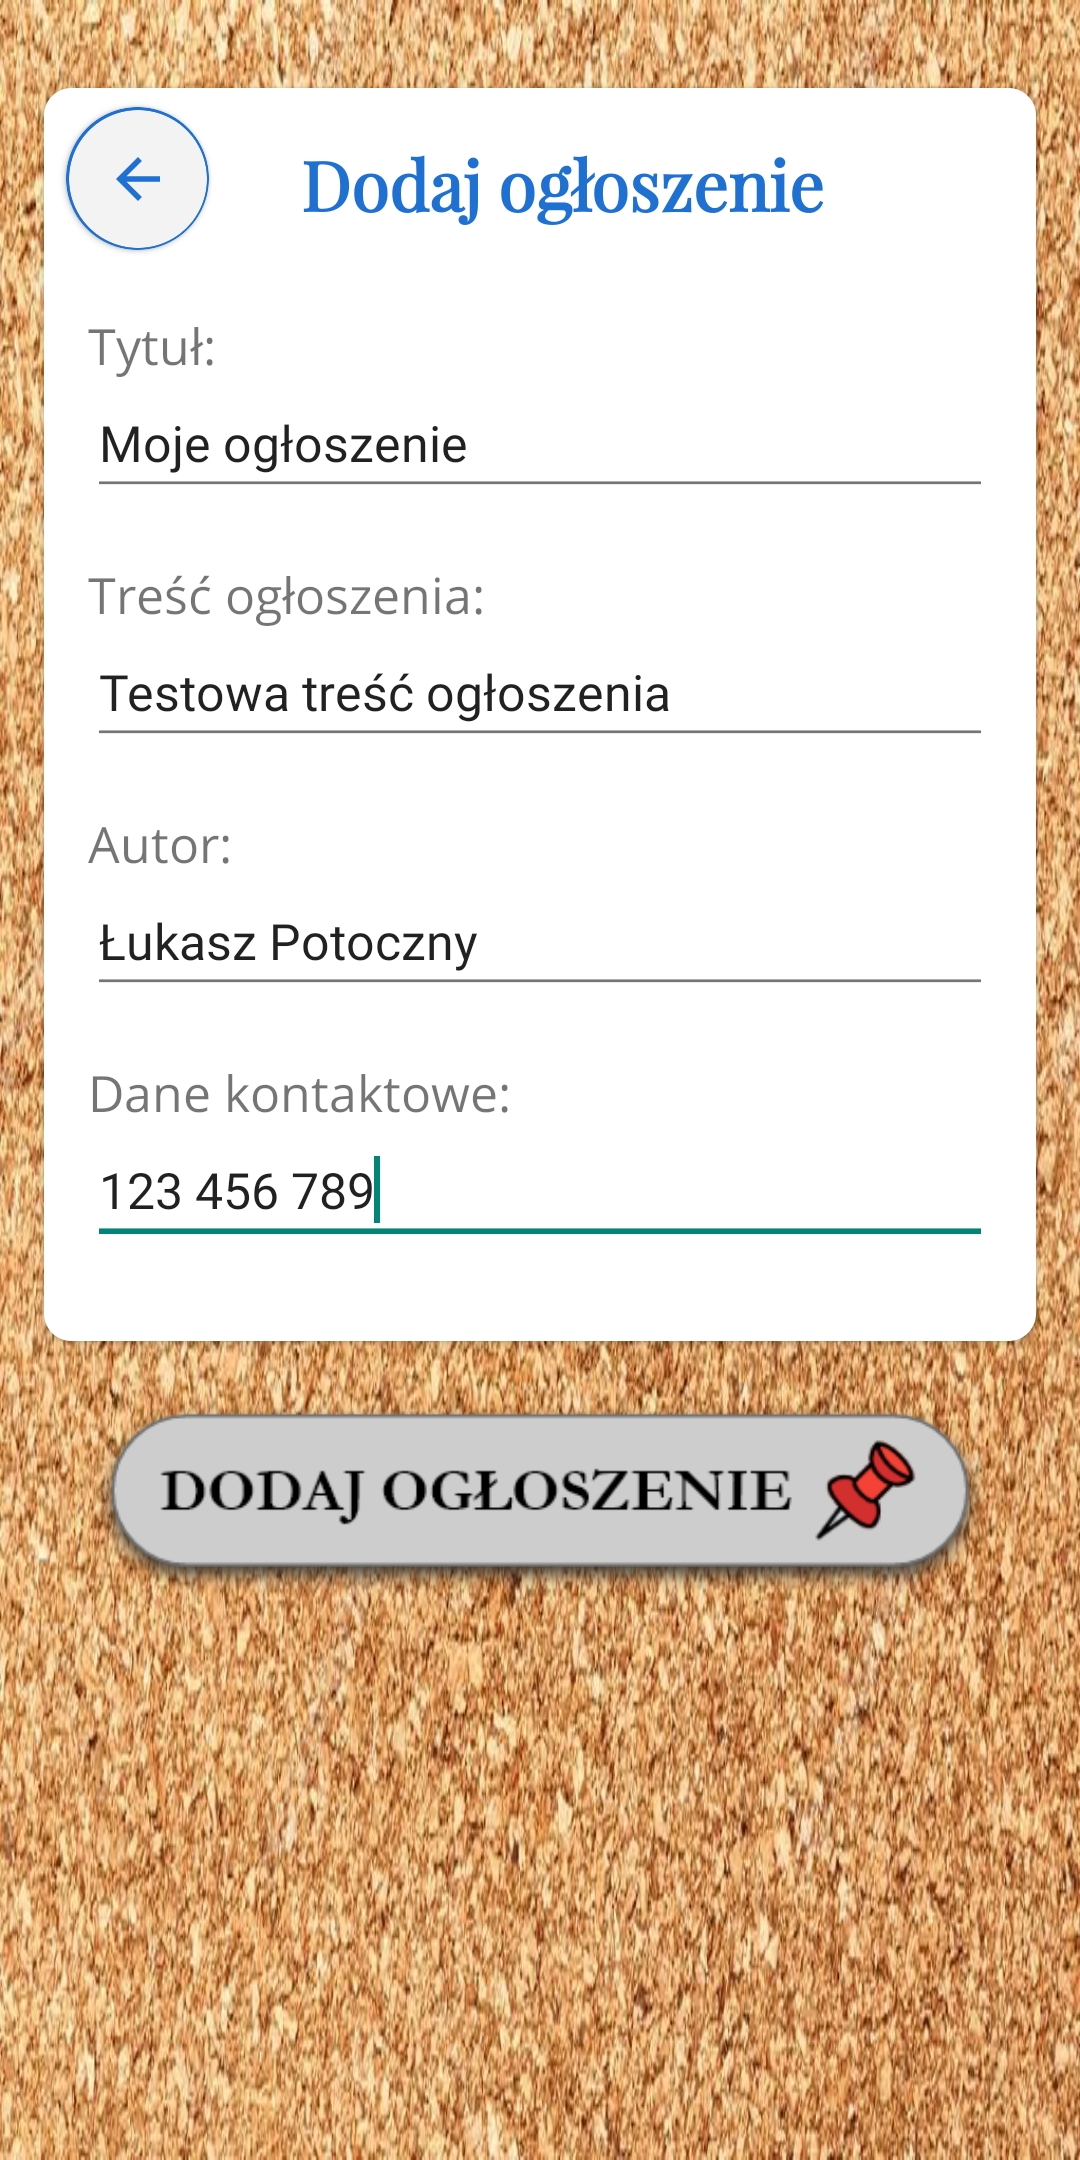 Dodaj ogłoszenie
Tytuł:
Moje ogłoszenie
Treść ogłoszenia:
Testowa treść ogłoszenia
Autor:
Łukasz Potoczny
Dane kontaktowe:
123 456 789
DODAJ OGŁOSZENIE